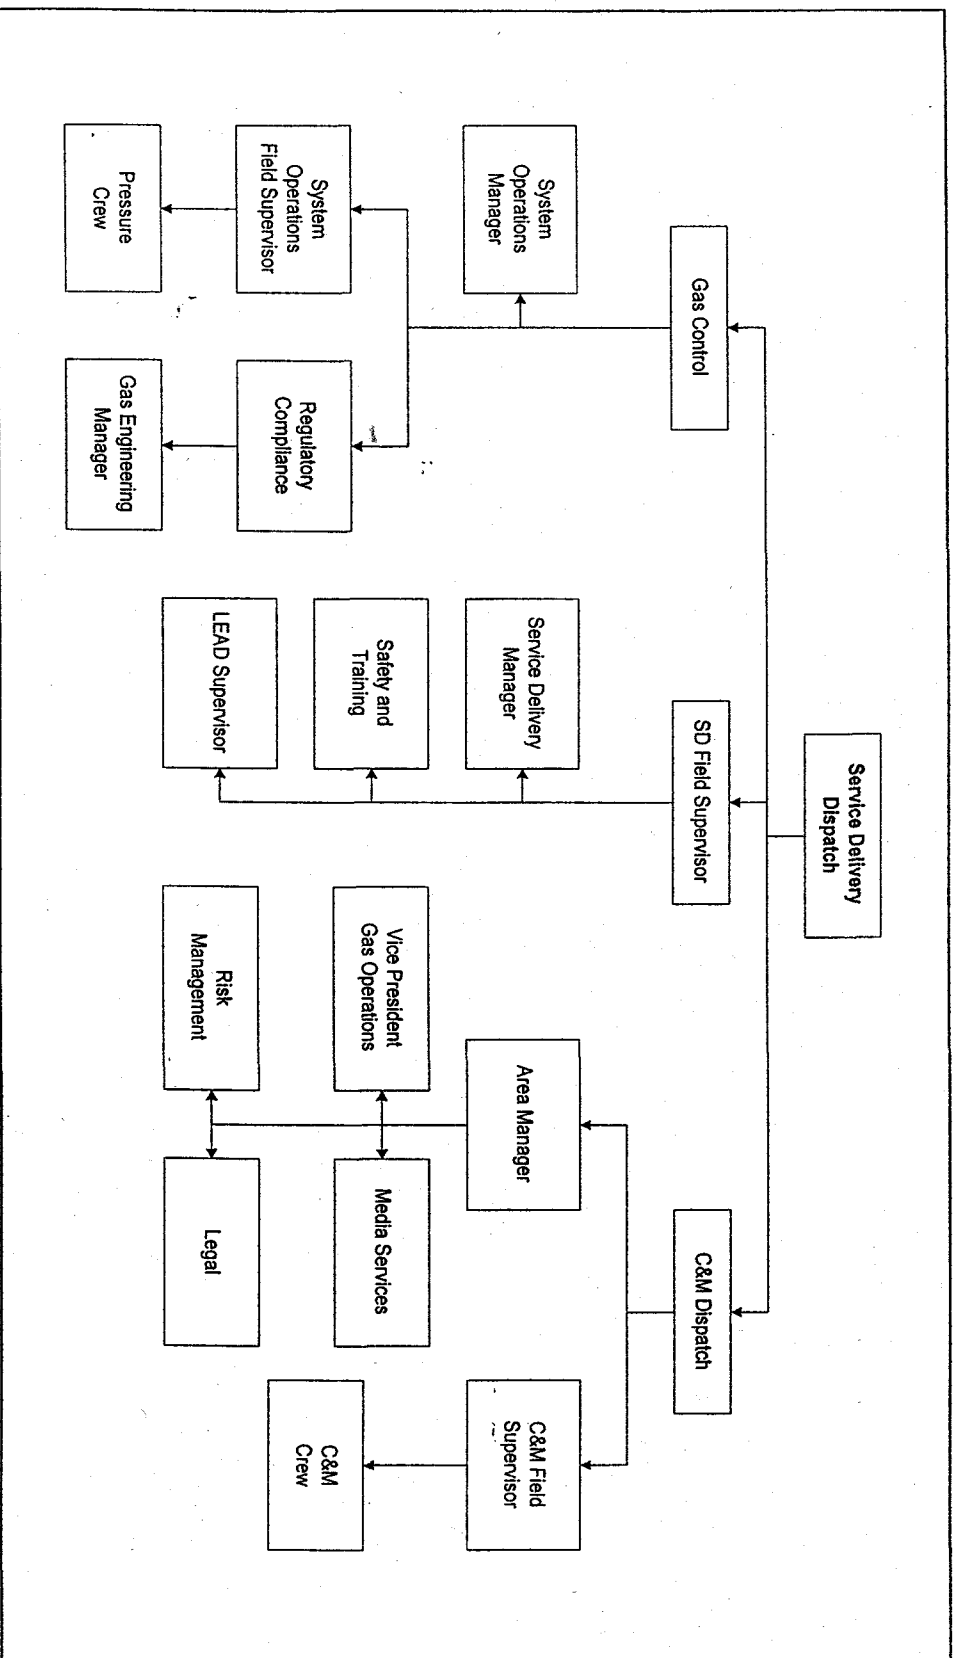 Service Delivery
Dispatch
Gas Control
SD Field Supervisor
C&M Dispatch
System
Operations
Manager
Service Delivery
Manager
Area Manager
C&M Field
Supervisor
System
Operations
Field Supervisor
Regulatory
Compliance
Safety and
Training
Vice President
Gas Operations
Media Services
C&M
Crew
Pressure
Crew
Gas Engineering
Manager
LEAD Supervisor
Risk
Management
Legal